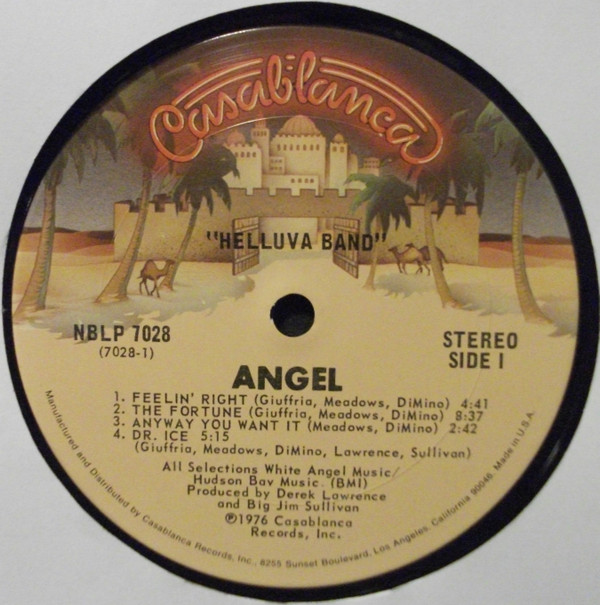 Casablanca
"HELLUVA BAND"
NBLP 7028
(7028-1)
STEREO
SIDE I
ANGEL
1. FEELIN' RIGHT (Giuffria, Meadows, DiMino) 4:41
2. THE FORTUNE (Giuffria, Meadows, DiMino) 8:37
3. ANYWAY YOU WANT IT (Meadows, DiMino) 2:42
4. DR. ICE 5:15
(Giuffria, Meadows, DiMino, Lawrence, Sullivan)
All Selections White Angel Music/
Hudson Bay Music (BMI)
Produced by Derek Lawrence
and Big Jim Sullivan
℗1976 Casablanca
Records, Inc.
Manufactured and Distributed by Casablanca Records, Inc., 8255 Sunset Boulevard, Los Angeles, California 90046. Made in U.S.A.